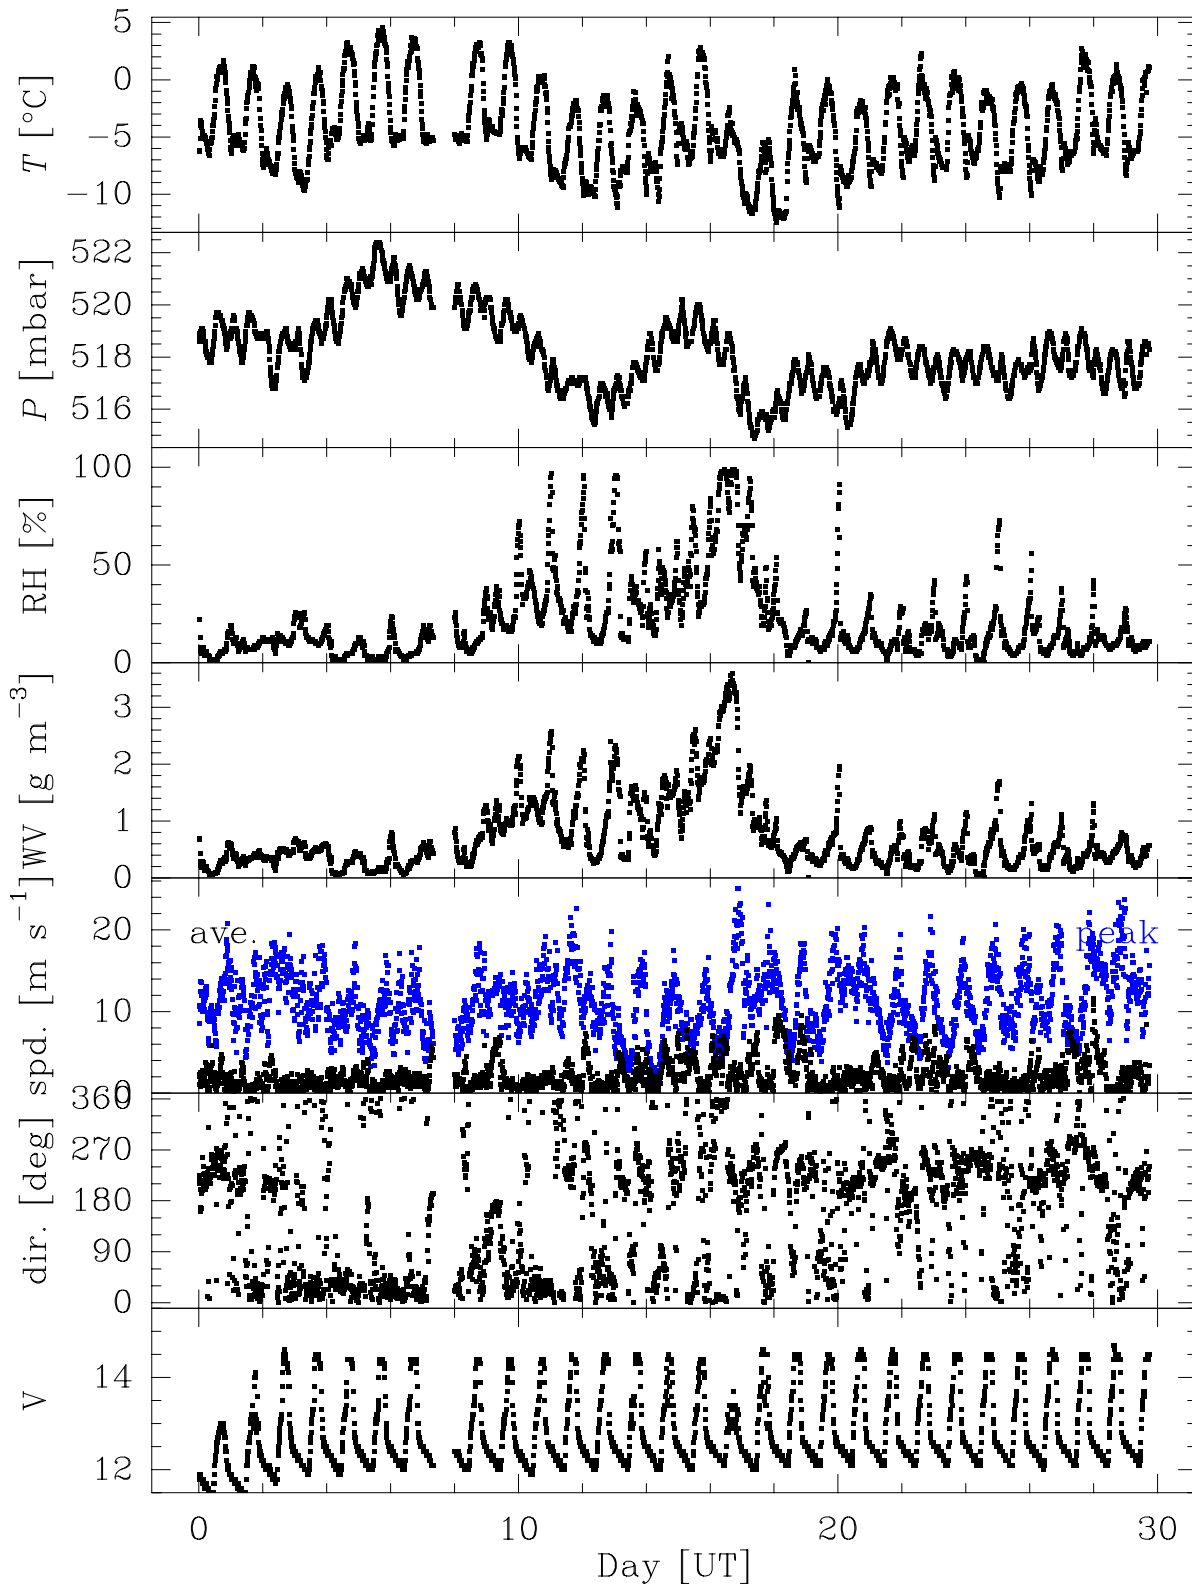 T [°C]
5
0
−5
−10
P [mbar]
522
520
518
516
RH [%]
100
50
0
WV [g m⁻³]
3
2
1
0
spd. [m s⁻¹]
ave.
peak
20
10
0
dir. [deg]
360
270
180
90
0
V
14
12
0 10 20 30
Day [UT]